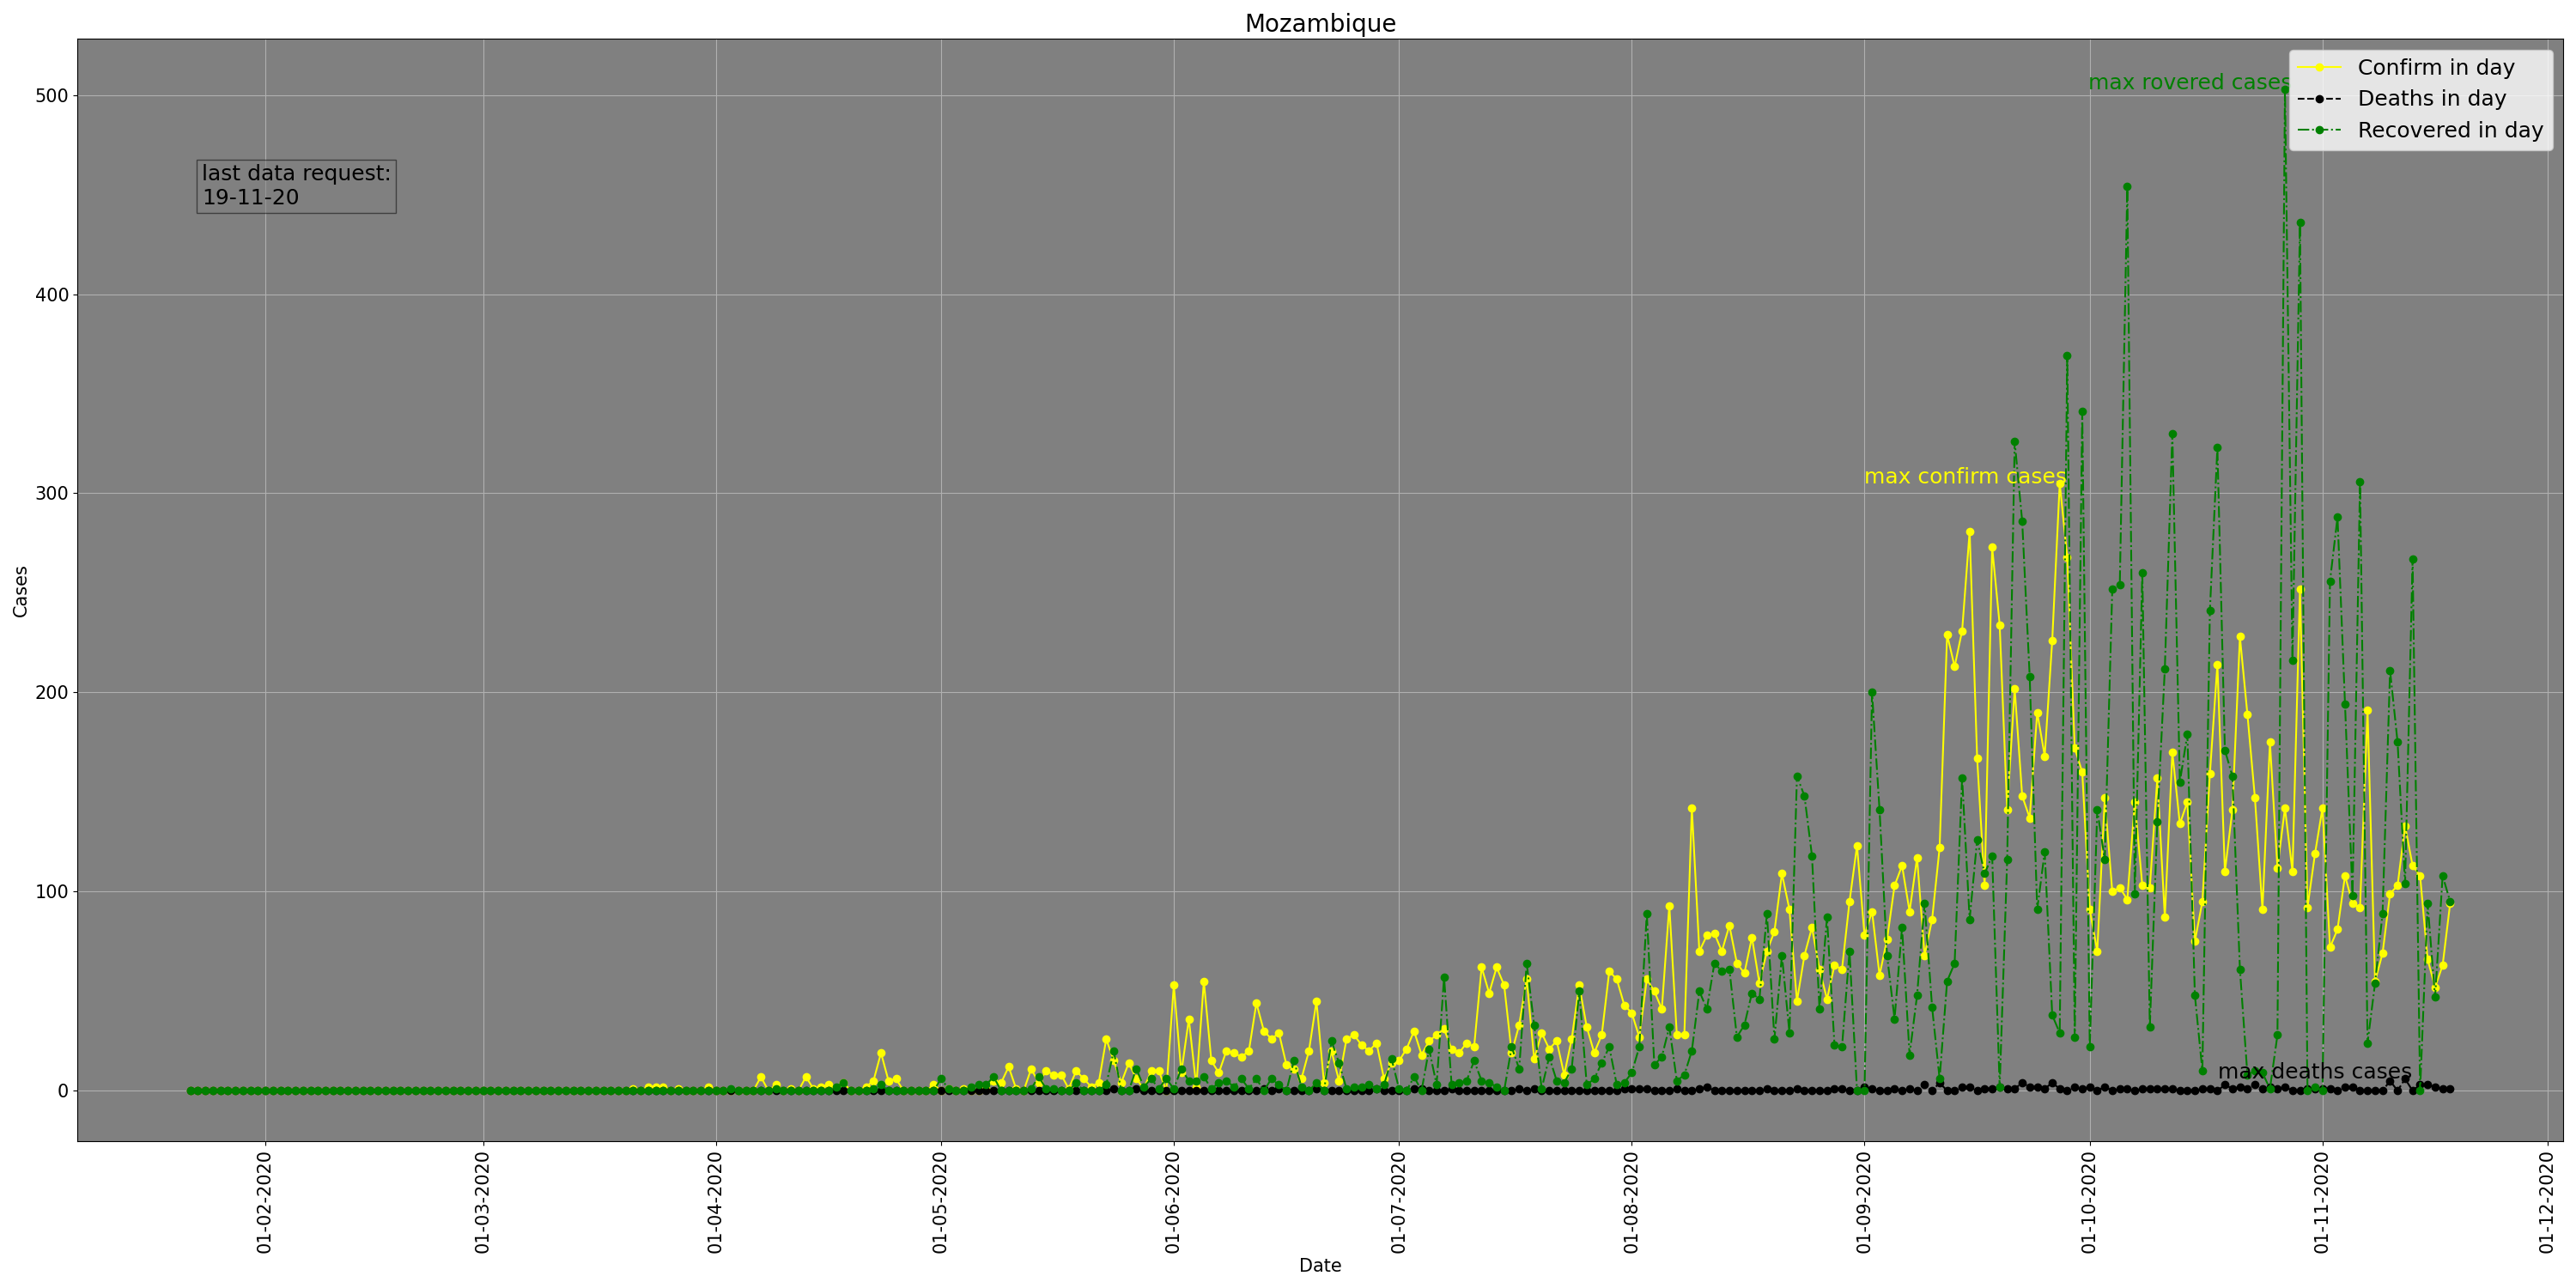 Mozambique
max rovered cases
Confirm in day
Deaths in day
Recovered in day
last data request:
19-11-20
max confirm cases
max deaths cases
Cases
500
400
300
200
100
0
01-02-2020
01-03-2020
01-04-2020
01-05-2020
01-06-2020
01-07-2020
01-08-2020
01-09-2020
01-10-2020
01-11-2020
01-12-2020
Date